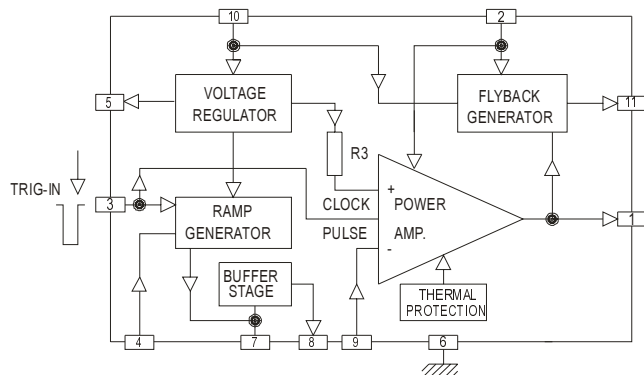 10
2
5
VOLTAGE
REGULATOR
FLYBACK
GENERATOR
11
R3
TRIG-IN
3
RAMP
GENERATOR
CLOCK
PULSE
+
POWER
AMP.
-
1
BUFFER
STAGE
THERMAL
PROTECTION
4
7
8
9
6